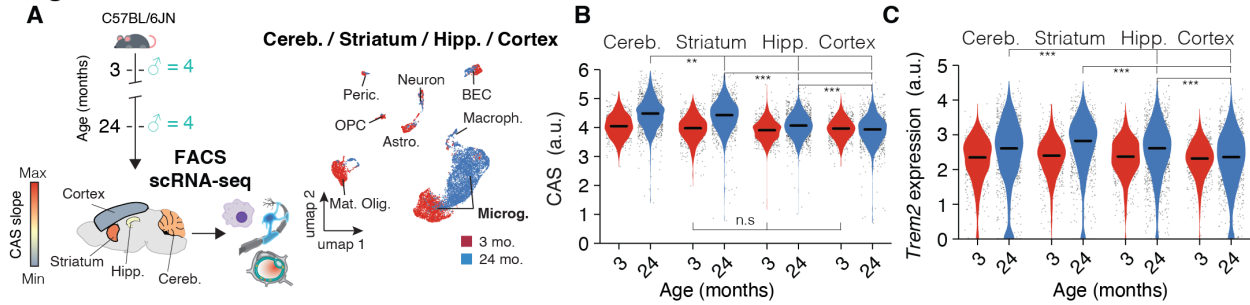 A
C57BL/6JN
Age (months)
3
♂ = 4
24
♂ = 4
FACS
scRNA-seq
CAS slope
Max
Min
Cortex
Striatum
Hipp.
Cereb.
Cereb. / Striatum / Hipp. / Cortex
Neuron
Peric.
BEC
OPC
Astro.
Macroph.
Mat. Olig.
Microg.
umap 2
umap 1
3 mo.
24 mo.
B
Cereb. Striatum Hipp. Cortex
**
***
***
CAS (a.u.)
6
5
4
3
2
1
0
n.s
3 24 3 24 3 24 3 24
Age (months)
C
Cereb. Striatum Hipp. Cortex
***
***
***
Trem2 expression (a.u.)
5
4
3
2
1
0
3 24 3 24 3 24 3 24
Age (months)